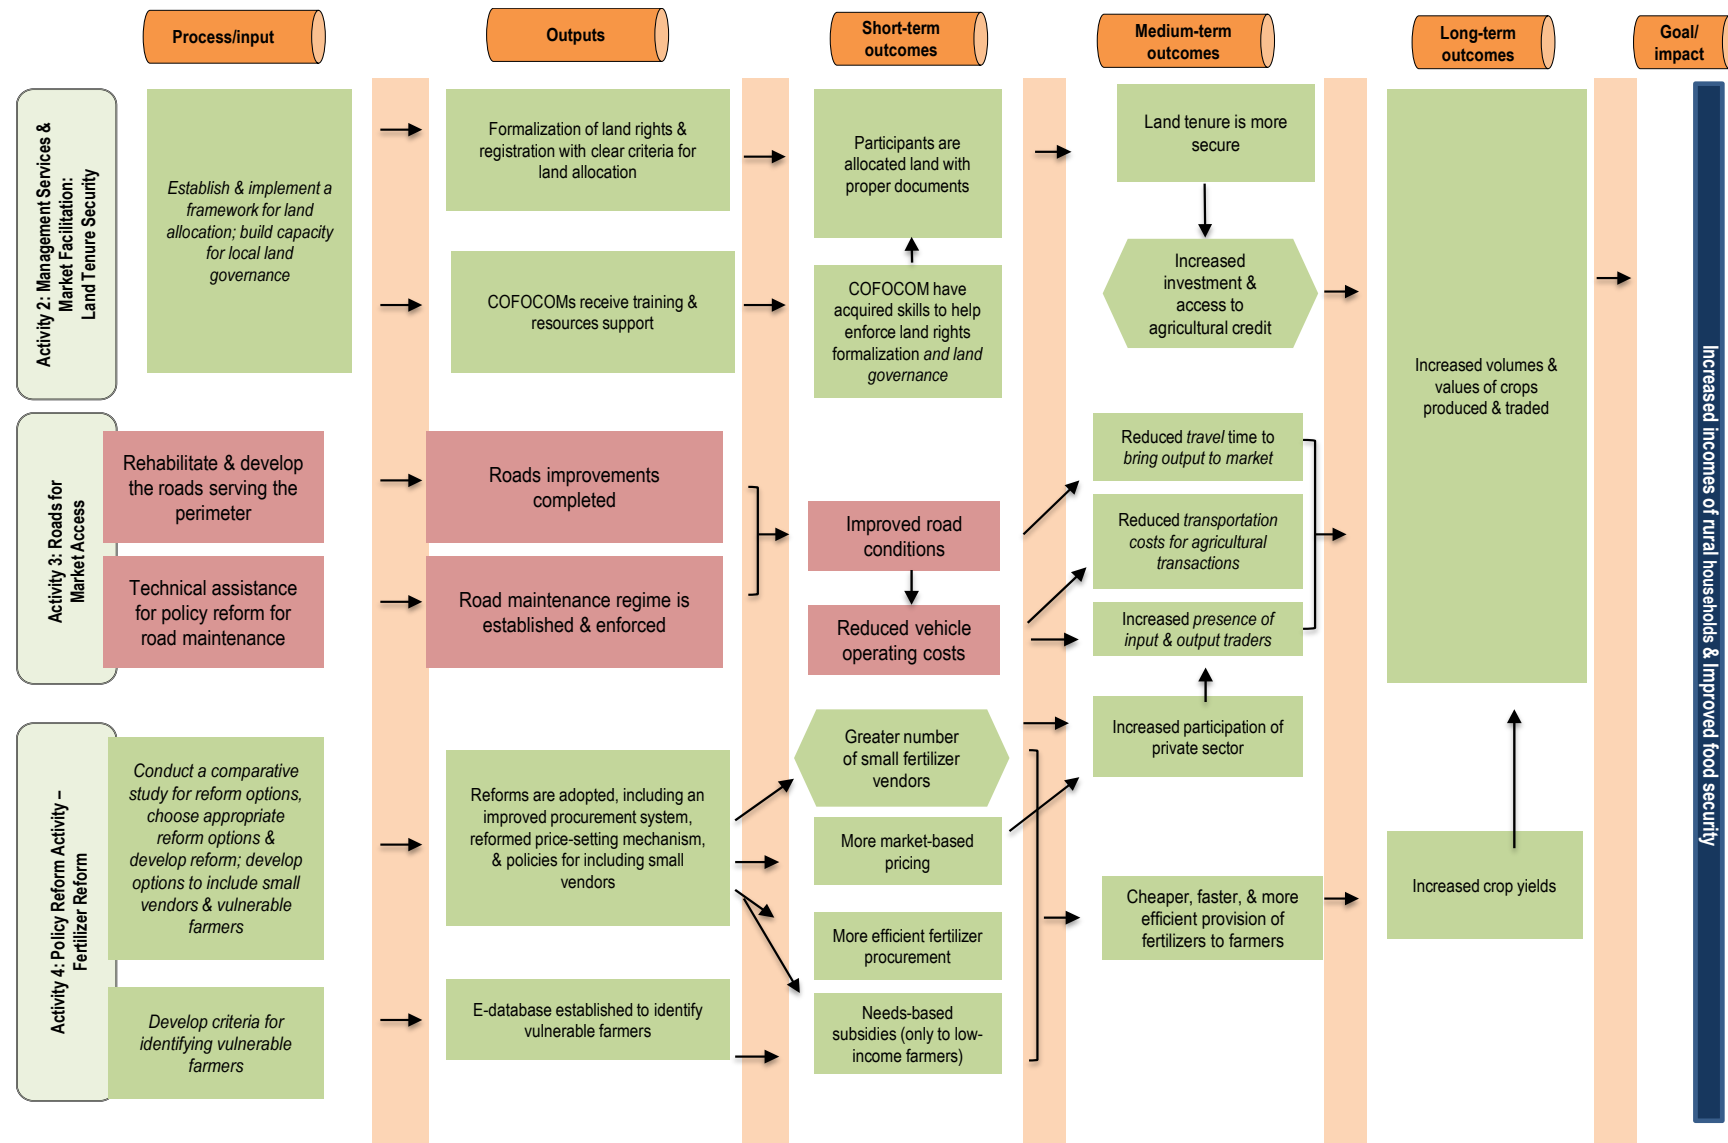 Process/input
Outputs
Short-term
outcomes
Medium-term
outcomes
Long-term
outcomes
Goal/
impact
Activity 2: Management Services &
Market Facilitation:
Land Tenure Security
Establish & implement a
framework for land
allocation; build capacity
for local land
governance
Formalization of land rights &
registration with clear criteria for
land allocation
COFOCOMs receive training &
resources support
Participants are
allocated land with
proper documents
COFOCOM have
acquired skills to help
enforce land rights
formalization and land
governance
Land tenure is more
secure
Increased
investment &
access to
agricultural credit
Increased volumes &
values of crops
produced & traded
Increased incomes of rural households & Improved food security
Activity 3: Roads for
Market Access
Rehabilitate & develop
the roads serving the
perimeter
Technical assistance
for policy reform for
road maintenance
Roads improvements
completed
Road maintenance regime is
established & enforced
Improved road
conditions
Reduced vehicle
operating costs
Reduced travel time to
bring output to market
Reduced transportation
costs for agricultural
transactions
Increased presence of
input & output traders
Activity 4: Policy Reform Activity –
Fertilizer Reform
Conduct a comparative
study for reform options,
choose appropriate
reform options &
develop reform; develop
options to include small
vendors & vulnerable
farmers
Develop criteria for
identifying vulnerable
farmers
Reforms are adopted, including an
improved procurement system,
reformed price-setting mechanism,
& policies for including small
vendors
E-database established to identify
vulnerable farmers
Greater number
of small fertilizer
vendors
More market-based
pricing
More efficient fertilizer
procurement
Needs-based
subsidies (only to low-
income farmers)
Increased participation of
private sector
Cheaper, faster, & more
efficient provision of
fertilizers to farmers
Increased crop yields